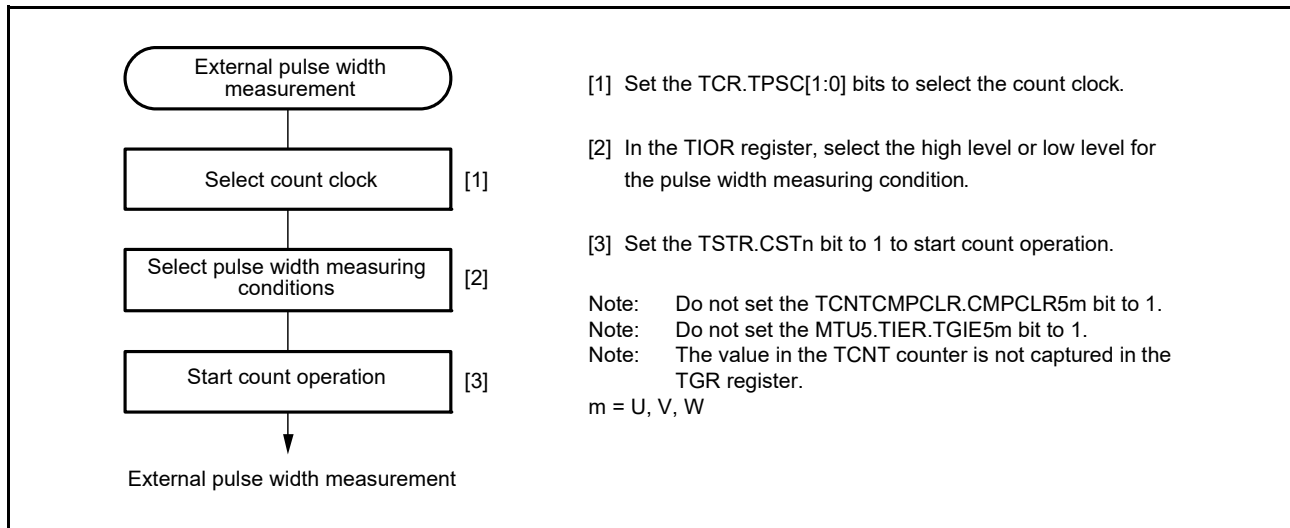 External pulse width
measurement
Select count clock
[1]
Select pulse width measuring
conditions
[2]
Start count operation
[3]
External pulse width measurement
[1] Set the TCR.TPSC[1:0] bits to select the count clock.
[2] In the TIOR register, select the high level or low level for
the pulse width measuring condition.
[3] Set the TSTR.CSTn bit to 1 to start count operation.
Note: Do not set the TCNTCMPCLR.CMPCLR5m bit to 1.
Note: Do not set the MTU5.TIER.TGIE5m bit to 1.
Note: The value in the TCNT counter is not captured in the
TGR register.
m = U, V, W